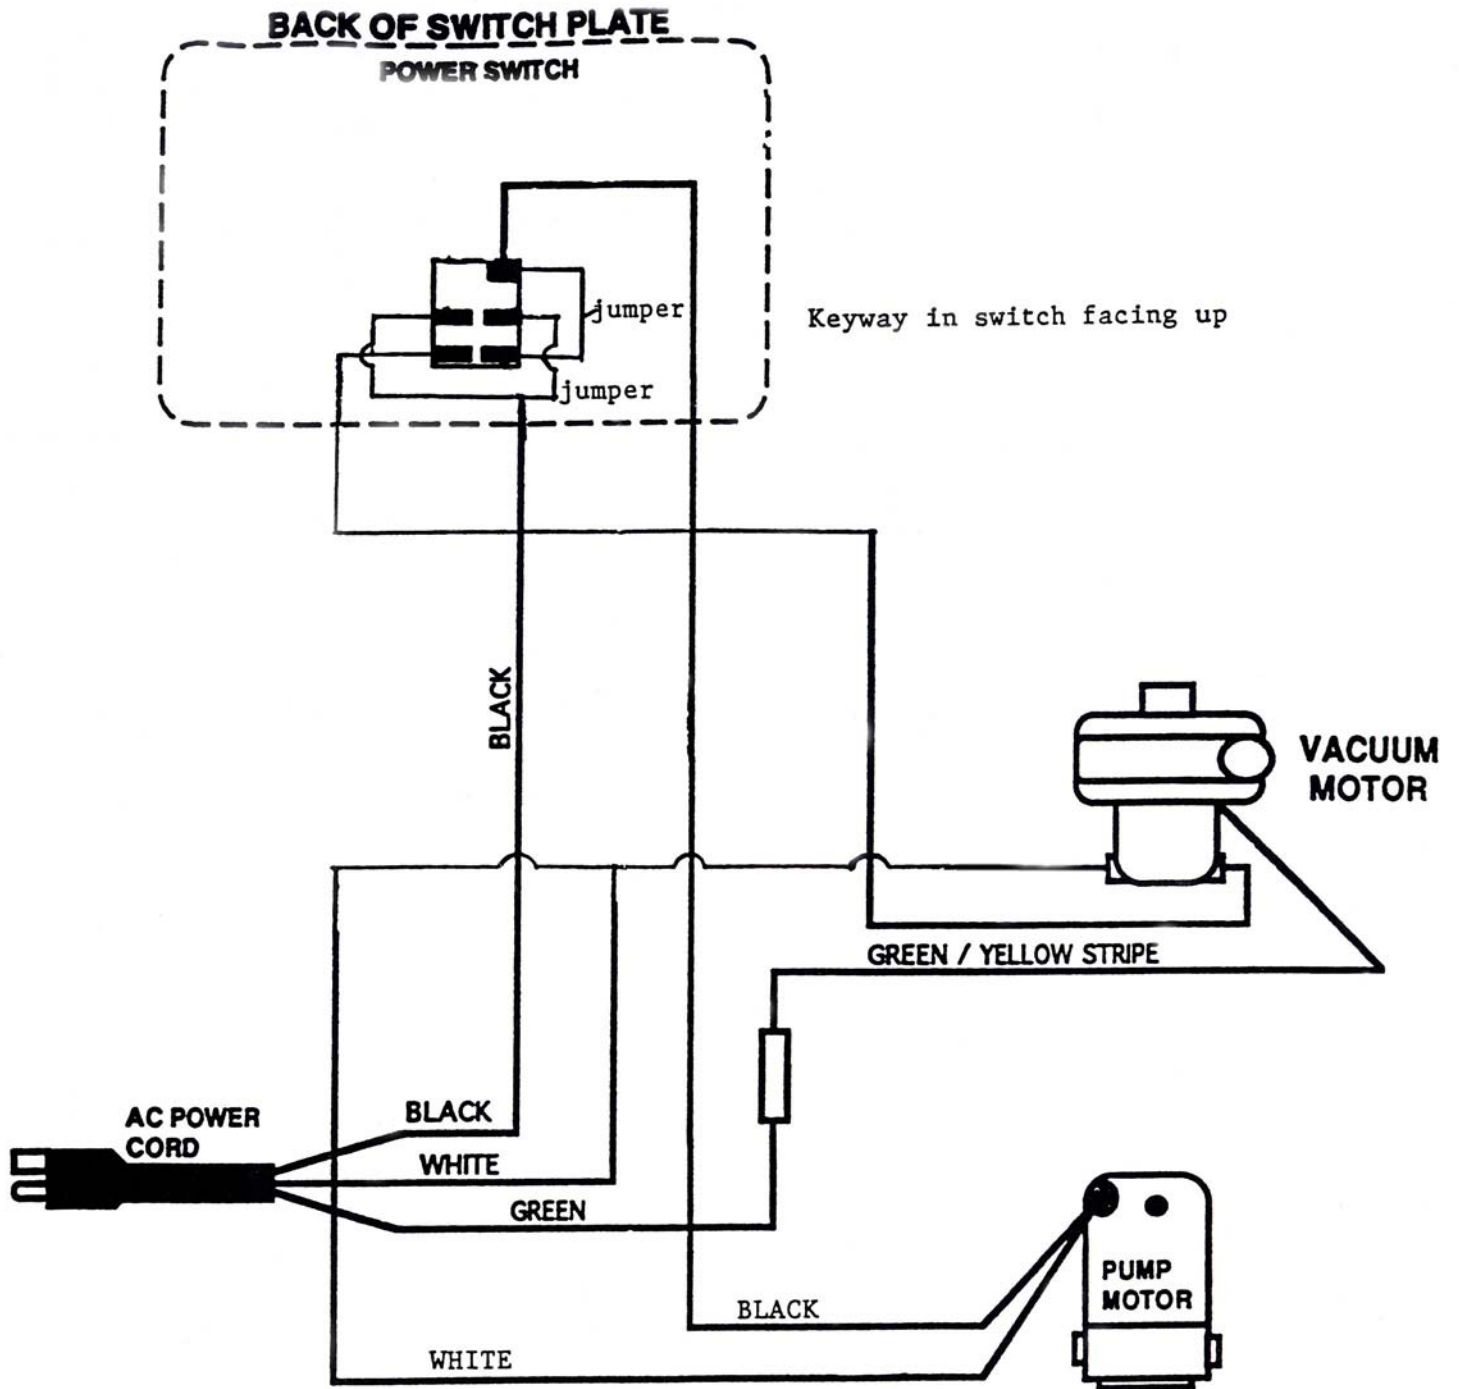 BACK OF SWITCH PLATE
POWER SWITCH
jumper
Keyway in switch facing up
jumper
BLACK
VACUUM
MOTOR
GREEN / YELLOW STRIPE
AC POWER
CORD
BLACK
WHITE
GREEN
PUMP
MOTOR
BLACK
WHITE